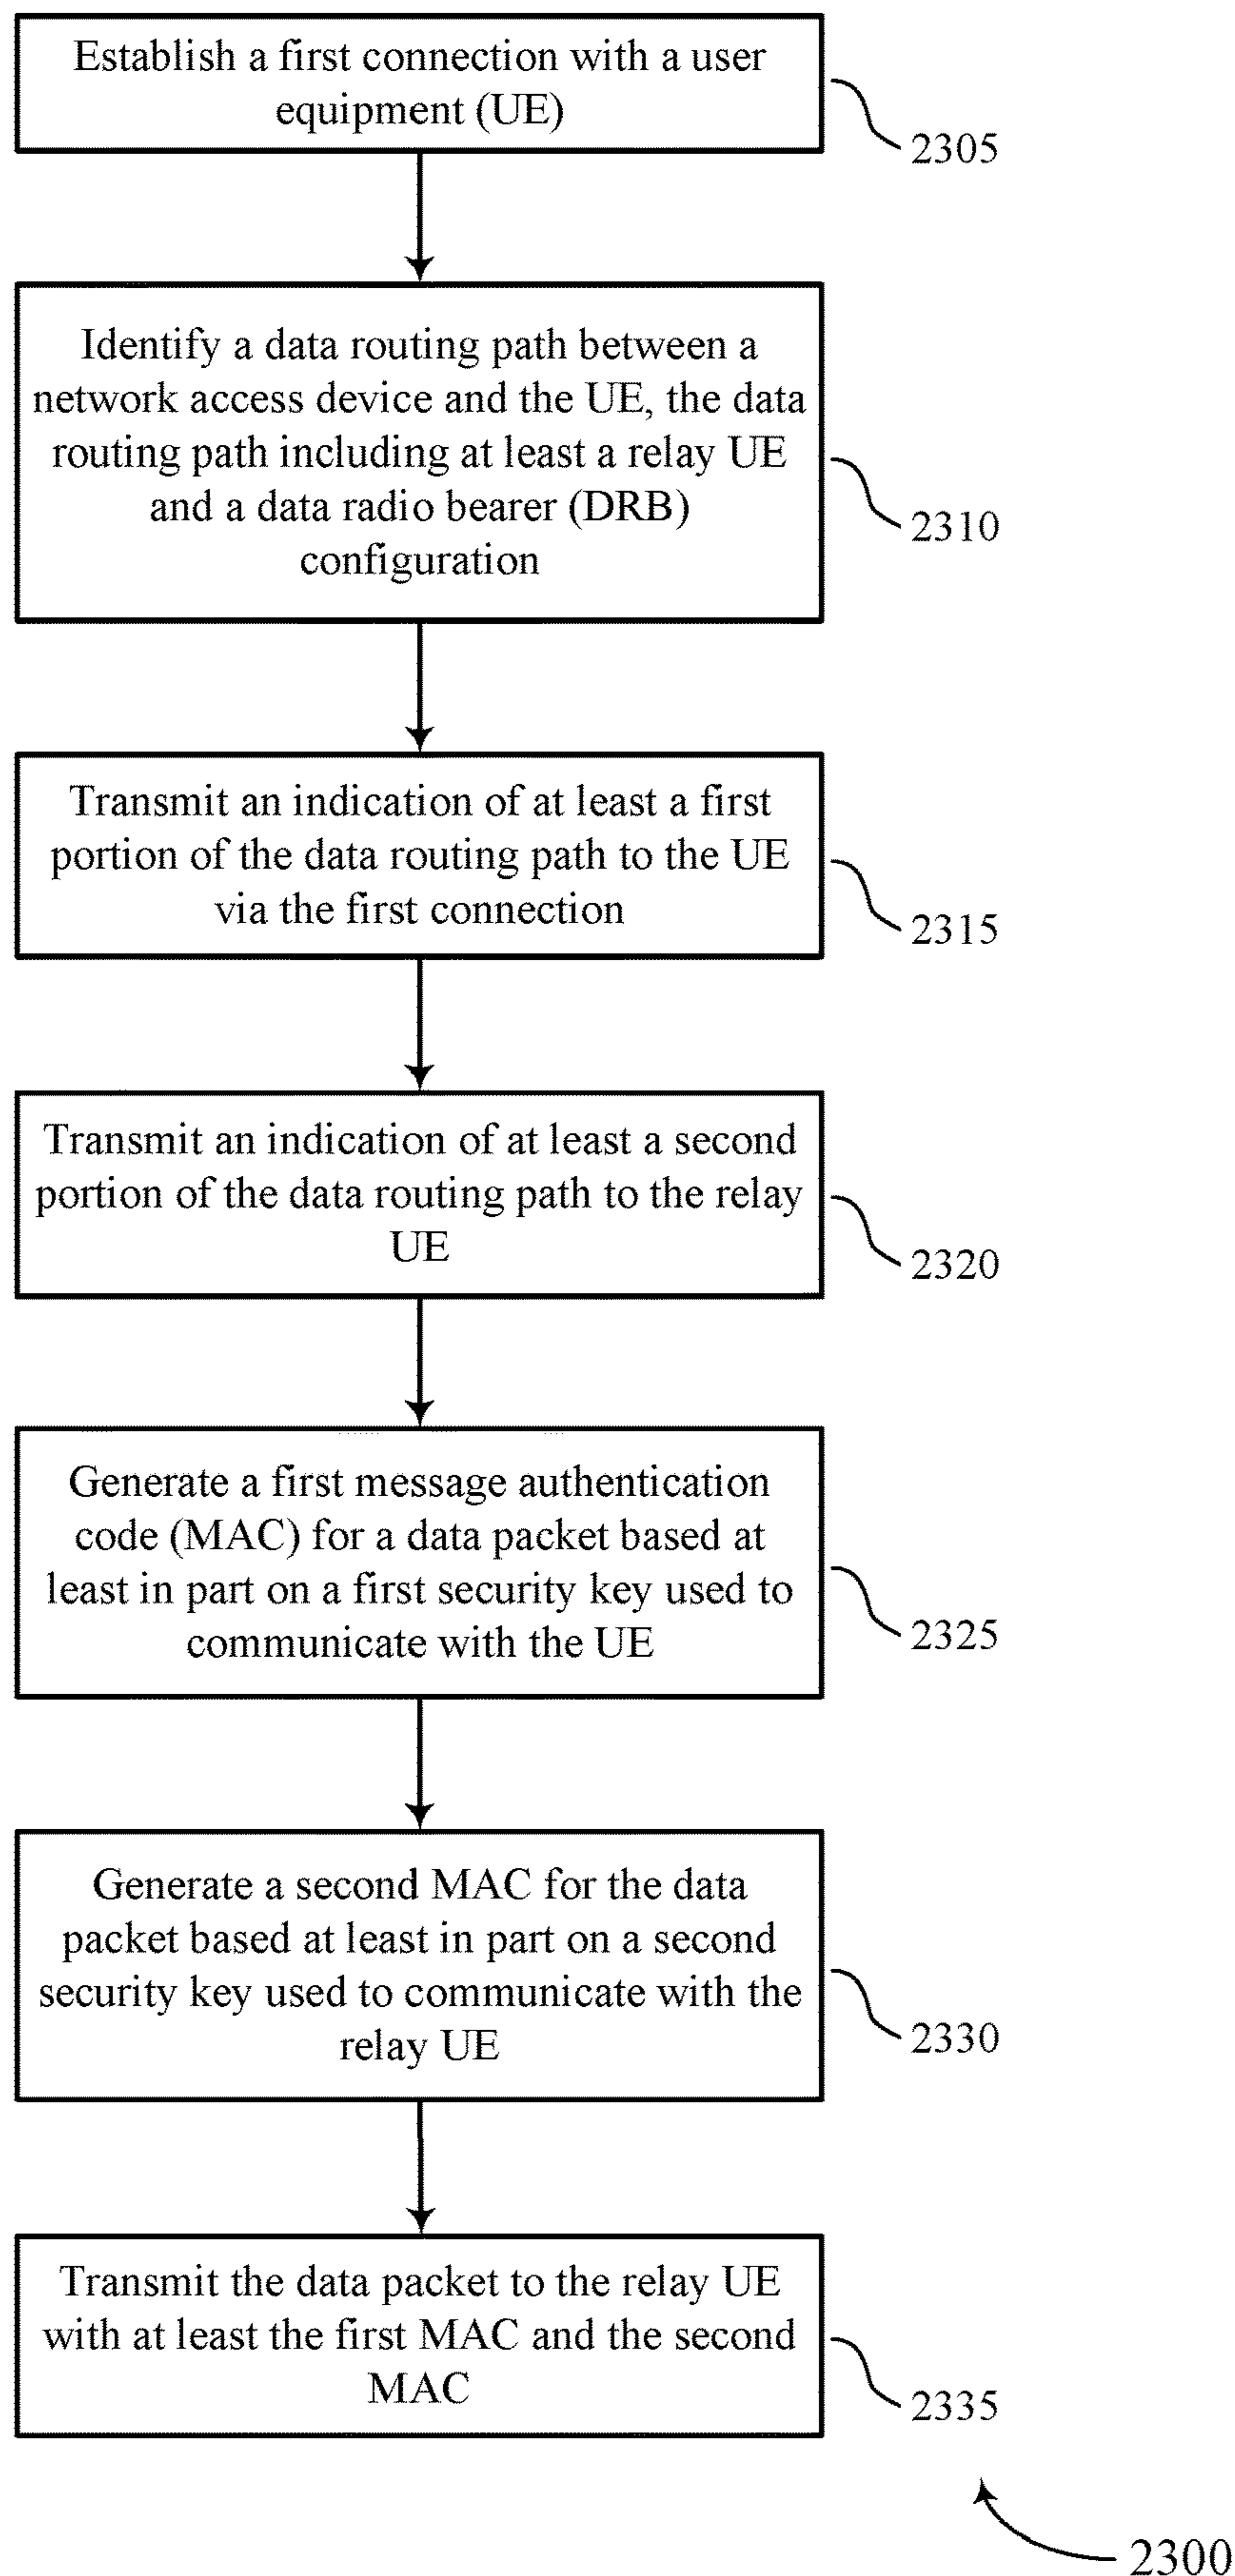 Establish a first connection with a user
equipment (UE)
2305
Identify a data routing path between a
network access device and the UE, the data
routing path including at least a relay UE
and a data radio bearer (DRB)
configuration
2310
Transmit an indication of at least a first
portion of the data routing path to the UE
via the first connection
2315
Transmit an indication of at least a second
portion of the data routing path to the relay
UE
2320
Generate a first message authentication
code (MAC) for a data packet based at
least in part on a first security key used to
communicate with the UE
2325
Generate a second MAC for the data
packet based at least in part on a second
security key used to communicate with the
relay UE
2330
Transmit the data packet to the relay UE
with at least the first MAC and the second
MAC
2335
2300